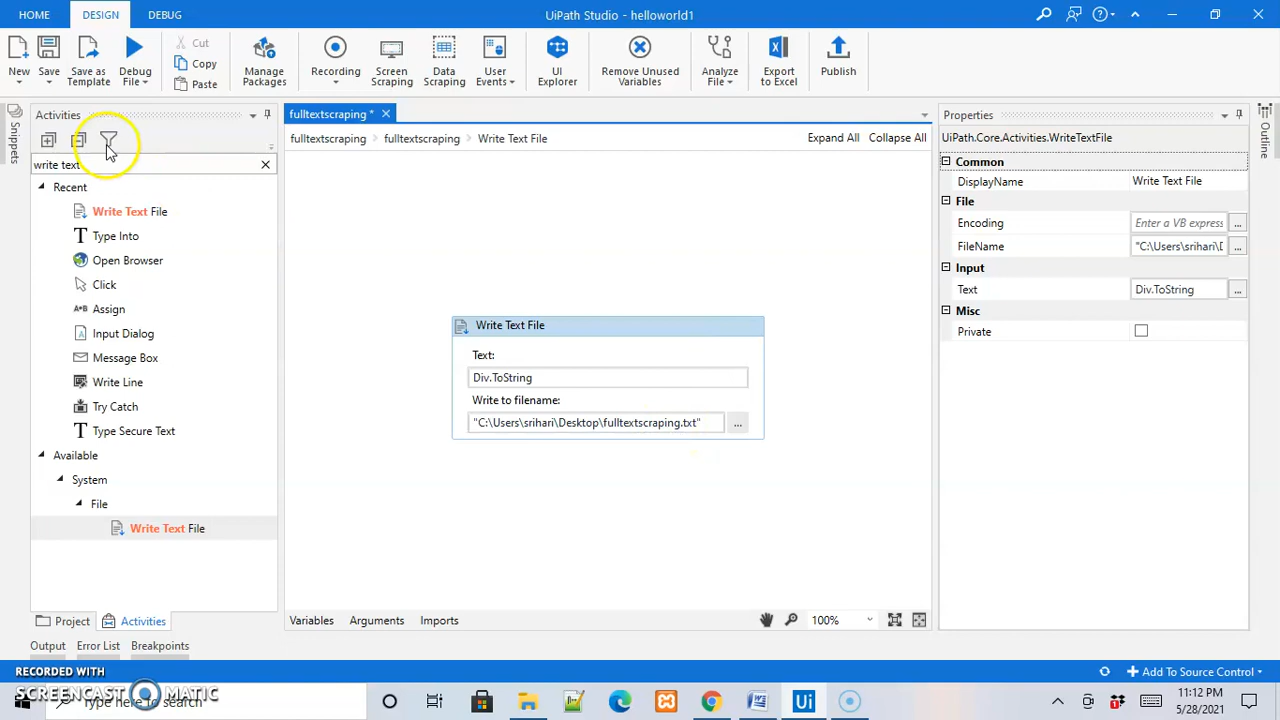 HOME DESIGN DEBUG UiPath Studio - helloworld1
New Save Save as Template Debug File Cut Copy Paste Manage Packages Recording Screen Scraping Data Scraping User Events UI Explorer Remove Unused Variables Analyze File Export to Excel Publish
Snippets
Activities
write text
Recent
Write Text File
Type Into
Open Browser
Click
Assign
Input Dialog
Message Box
Write Line
Try Catch
Type Secure Text
Available
System
File
Write Text File
Project Activities
Output Error List Breakpoints
fulltextscraping *
fulltextscraping > fulltextscraping > Write Text File Expand All Collapse All
Write Text File
Text:
Div.ToString
Write to filename:
"C:\Users\srihari\Desktop\fulltextscraping.txt" ...
Variables Arguments Imports 100%
Properties
UiPath.Core.Activities.WriteTextFile
Common
DisplayName Write Text File
File
Encoding Enter a VB express ...
FileName "C:\Users\srihari\D ...
Input
Text Div.ToString ...
Misc
Private
Outline
RECORDED WITH
SCREENCAST MATIC
Add To Source Control
Type here to search
Ui
11:12 PM
5/28/2021